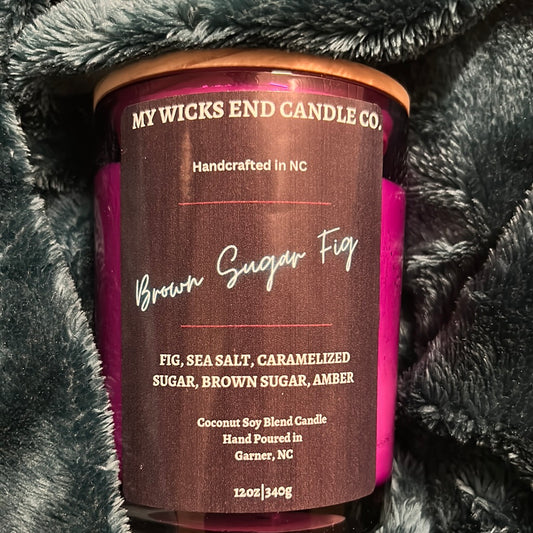 MY WICKS END CANDLE CO.
Handcrafted in NC
Brown Sugar Fig
FIG, SEA SALT, CARAMELIZED
SUGAR, BROWN SUGAR, AMBER
Coconut Soy Blend Candle
Hand Poured in
Garner, NC
12oz|340g